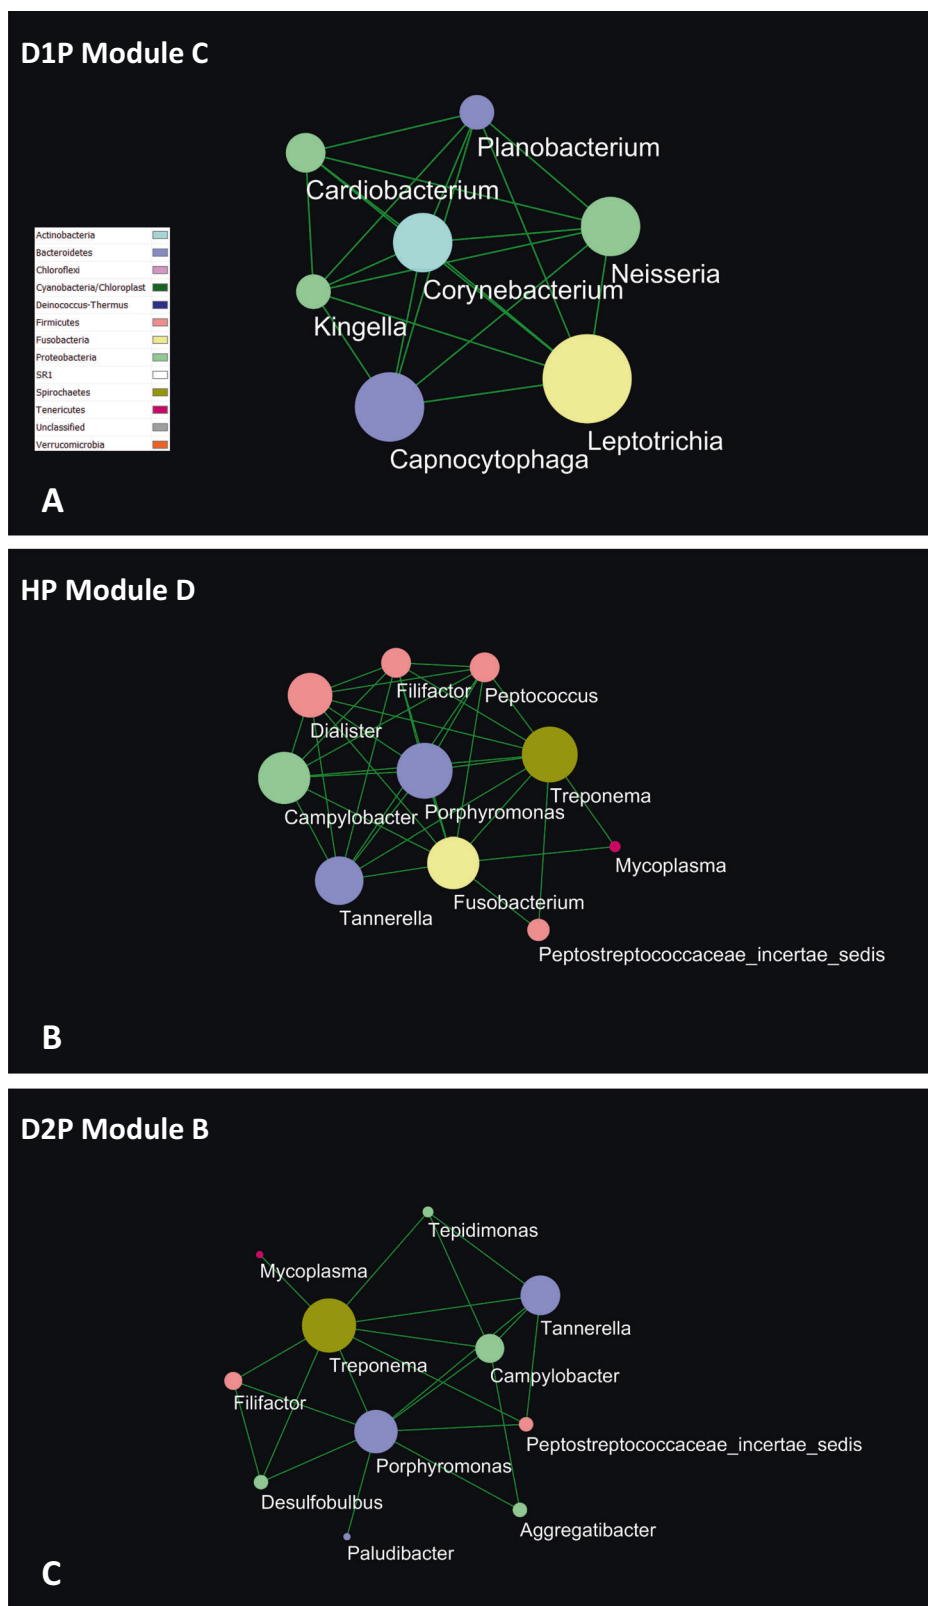 D1P Module C
Planobacterium
Cardiobacterium
Neisseria
Corynebacterium
Kingella
Leptotrichia
Capnocytophaga
Actinobacteria
Bacteroidetes
Chloroflexi
Cyanobacteria/Chloroplast
Deinococcus-Thermus
Firmicutes
Fusobacteria
Proteobacteria
SR1
Spirochaetes
Tenericutes
Unclassified
Verrucomicrobia
A
HP Module D
Filifactor
Peptococcus
Dialister
Treponema
Porphyromonas
Campylobacter
Mycoplasma
Fusobacterium
Tannerella
Peptostreptococcaceae_incertae_sedis
B
D2P Module B
Tepidimonas
Mycoplasma
Tannerella
Treponema
Campylobacter
Filifactor
Peptostreptococcaceae_incertae_sedis
Porphyromonas
Desulfobulbus
Aggregatibacter
Paludibacter
C